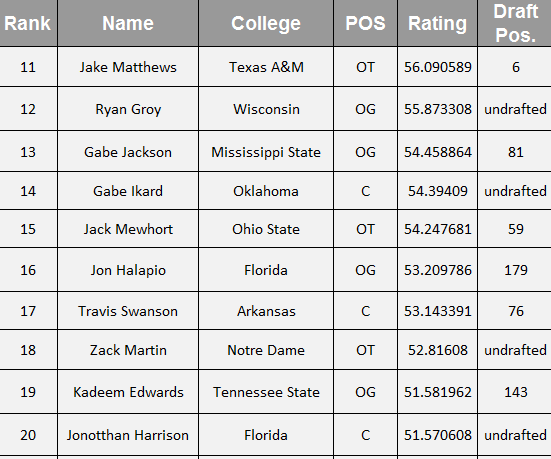 Rank Name College POS Rating Draft Pos.
11 Jake Matthews Texas A&M OT 56.090589 6
12 Ryan Groy Wisconsin OG 55.873308 undrafted
13 Gabe Jackson Mississippi State OG 54.458864 81
14 Gabe Ikard Oklahoma C 54.39409 undrafted
15 Jack Mewhort Ohio State OT 54.247681 59
16 Jon Halapio Florida OG 53.209786 179
17 Travis Swanson Arkansas C 53.143391 76
18 Zack Martin Notre Dame OT 52.81608 undrafted
19 Kadeem Edwards Tennessee State OG 51.581962 143
20 Jonotthan Harrison Florida C 51.570608 undrafted